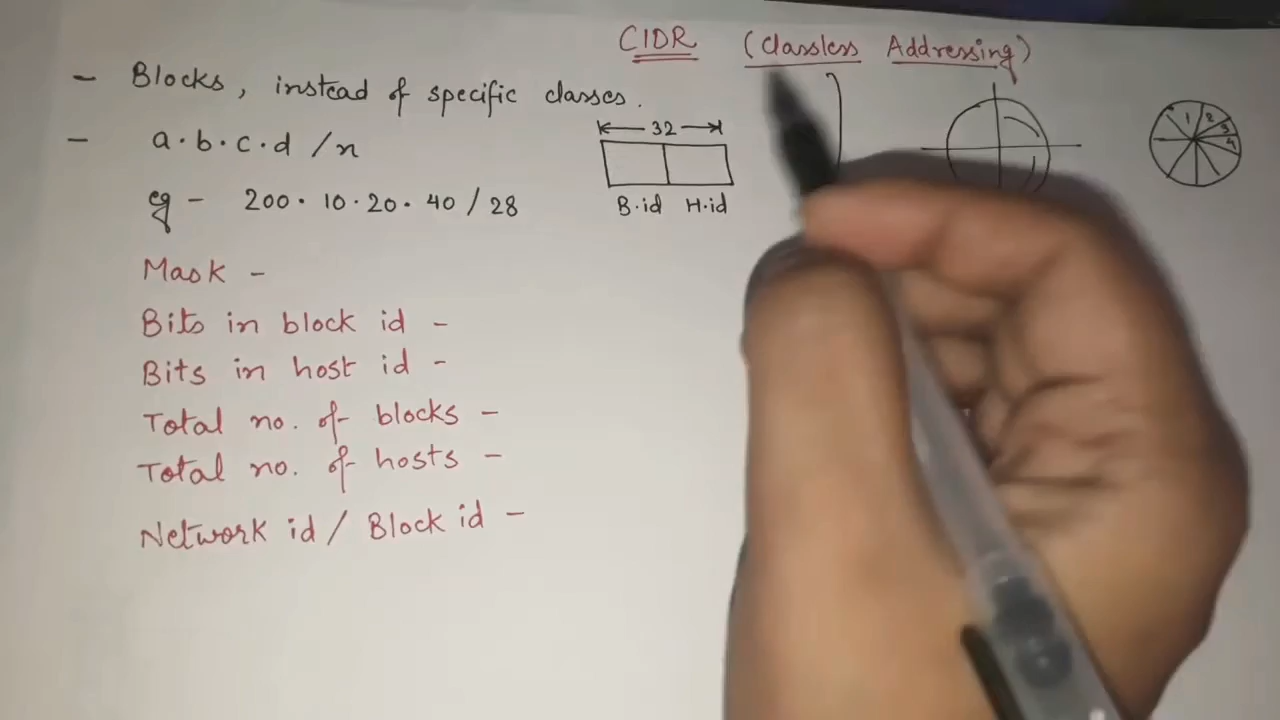 CIDR (Classless Addressing)
- Blocks, instead of specific classes.
- a.b.c.d /n
eg - 200.10.20.40 / 28
32
B.id H.id
1 2 3 4
Mask -
Bits in block id -
Bits in host id -
Total no. of blocks -
Total no. of hosts -
Network id / Block id -